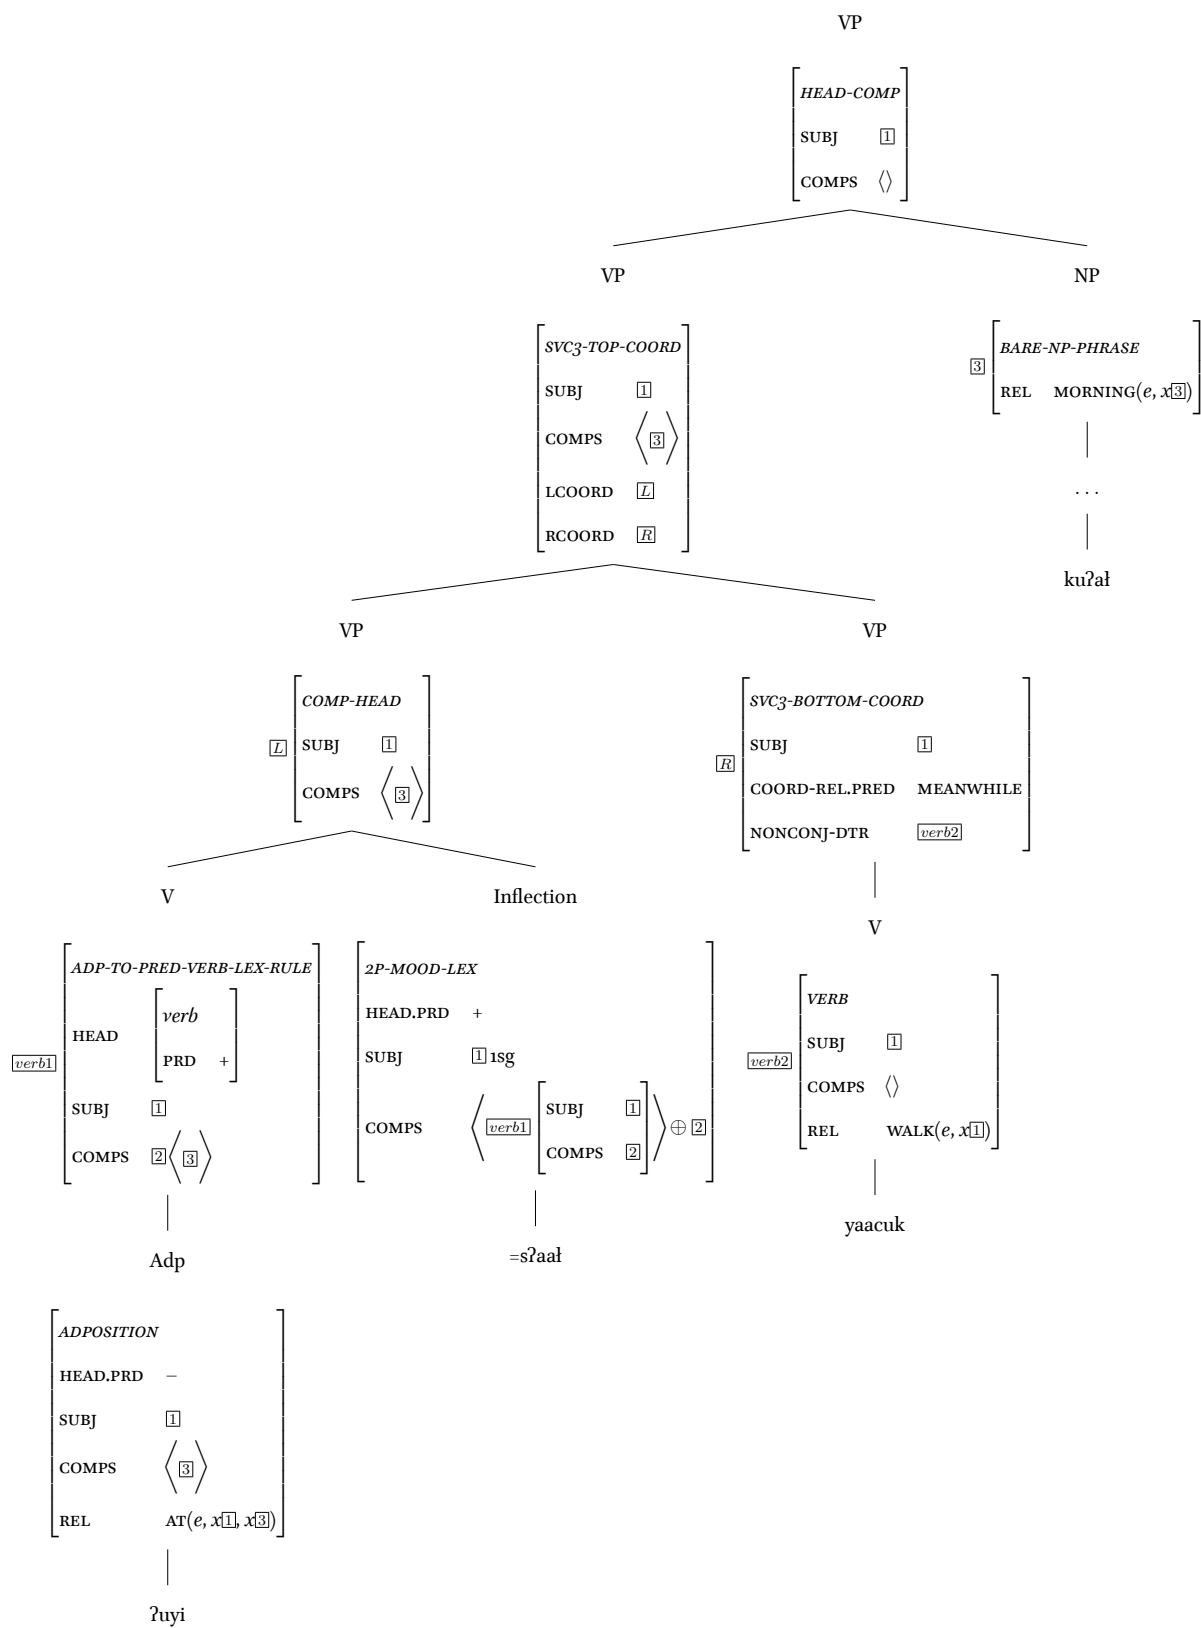 VP
HEAD-COMP
SUBJ 1
COMPS ⟨⟩
VP NP
SVC3-TOP-COORD
SUBJ 1
COMPS ⟨3⟩
LCOORD L
RCOORD R
3 BARE-NP-PHRASE
REL MORNING(e, x3)
...
kuʔał
VP VP
L COMP-HEAD
SUBJ 1
COMPS ⟨3⟩
R SVC3-BOTTOM-COORD
SUBJ 1
COORD-REL.PRED MEANWHILE
NONCONJ-DTR verb2
V Inflection
V
verb1 ADP-TO-PRED-VERB-LEX-RULE
HEAD verb
PRD +
SUBJ 1
COMPS 2⟨3⟩
2P-MOOD-LEX
HEAD.PRD +
SUBJ 1 1sg
COMPS ⟨verb1 [SUBJ 1
COMPS 2]⟩ ⊕ 2
verb2 VERB
SUBJ 1
COMPS ⟨⟩
REL WALK(e, x1)
yaacuk
Adp
=sʔaał
ADPOSITION
HEAD.PRD −
SUBJ 1
COMPS ⟨3⟩
REL AT(e, x1, x3)
ʔuyi